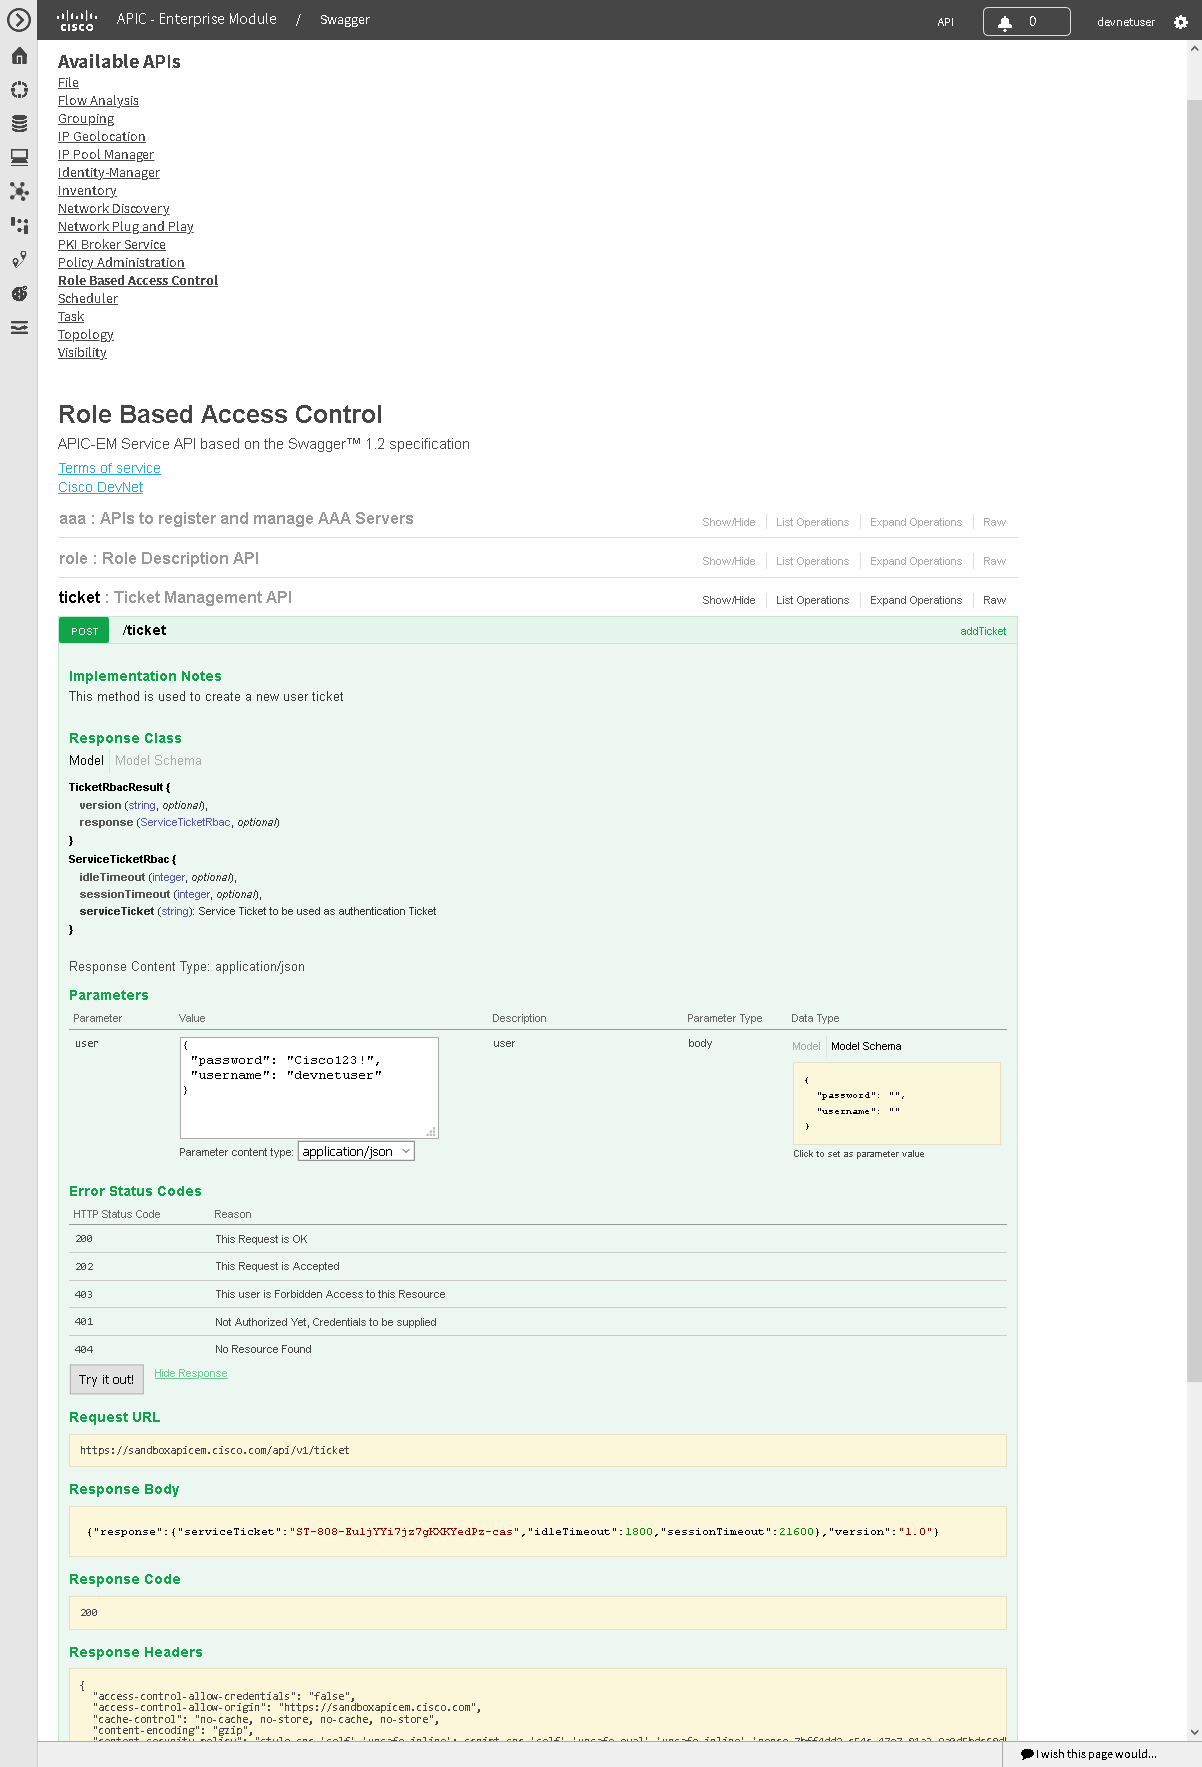 cisco APIC - Enterprise Module / Swagger API 0 devnetuser
Available APIs
File
Flow Analysis
Grouping
IP Geolocation
IP Pool Manager
Identity-Manager
Inventory
Network Discovery
Network Plug and Play
PKI Broker Service
Policy Administration
Role Based Access Control
Scheduler
Task
Topology
Visibility
Role Based Access Control
APIC-EM Service API based on the Swagger™ 1.2 specification
Terms of service
Cisco DevNet
aaa : APIs to register and manage AAA Servers Show/Hide List Operations Expand Operations Raw
role : Role Description API Show/Hide List Operations Expand Operations Raw
ticket : Ticket Management API Show/Hide List Operations Expand Operations Raw
POST /ticket addTicket
Implementation Notes
This method is used to create a new user ticket
Response Class
Model Model Schema
TicketRbacResult {
version (string, optional),
response (ServiceTicketRbac, optional)
}
ServiceTicketRbac {
idleTimeout (integer, optional),
sessionTimeout (integer, optional),
serviceTicket (string): Service Ticket to be used as authentication Ticket
}
Response Content Type: application/json
Parameters
Parameter Value Description Parameter Type Data Type
user user body Model Model Schema
{
"password": "Cisco123!",
"username": "devnetuser"
}
{
"password": "",
"username": ""
}
Parameter content type: application/json
Click to set as parameter value
Error Status Codes
HTTP Status Code Reason
200 This Request is OK
202 This Request is Accepted
403 This user is Forbidden Access to this Resource
401 Not Authorized Yet, Credentials to be supplied
404 No Resource Found
Try it out! Hide Response
Request URL
https://sandboxapicem.cisco.com/api/v1/ticket
Response Body
{"response":{"serviceTicket":"ST-808-EuljYYi7jz7gKXKYedPz-cas","idleTimeout":1800,"sessionTimeout":21600},"version":"1.0"}
Response Code
200
Response Headers
{
"access-control-allow-credentials": "false",
"access-control-allow-origin": "https://sandboxapicem.cisco.com",
"cache-control": "no-cache, no-store, no-cache, no-store",
"content-encoding": "gzip",
I wish this page would...